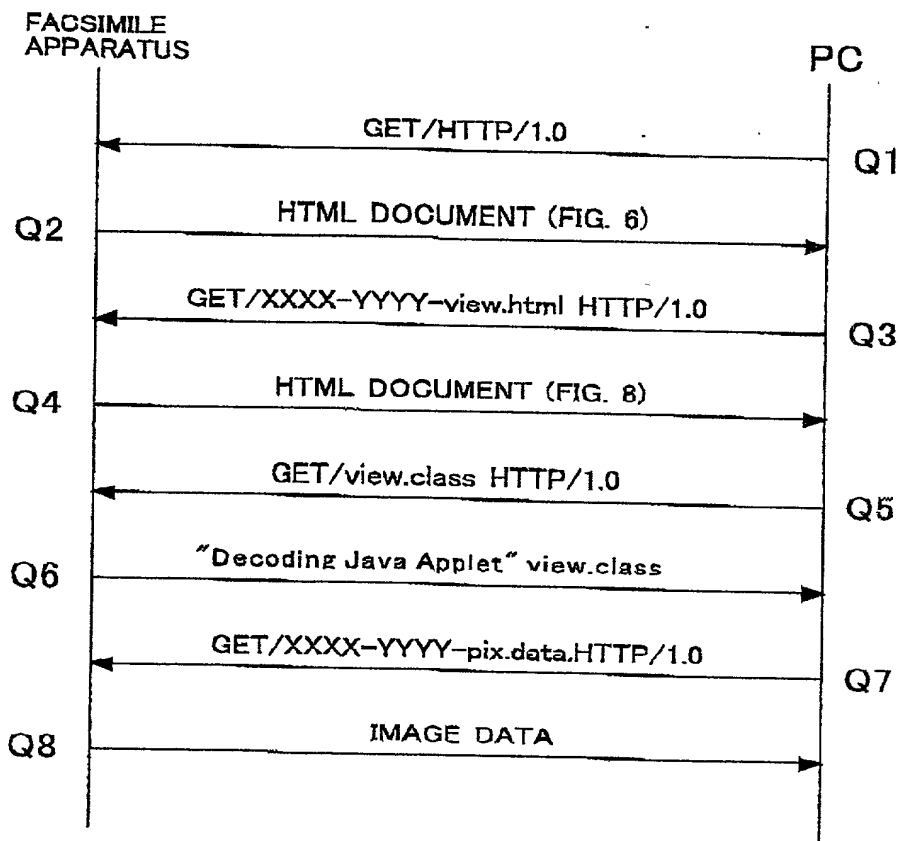 FACSIMILE
APPARATUS
PC
GET/HTTP/1.0
Q1
Q2
HTML DOCUMENT (FIG. 6)
GET/XXXX-YYYY-view.html HTTP/1.0
Q3
Q4
HTML DOCUMENT (FIG. 8)
GET/view.class HTTP/1.0
Q5
Q6
"Decoding Java Applet" view.class
GET/XXXX-YYYY-pix.data.HTTP/1.0
Q7
Q8
IMAGE DATA